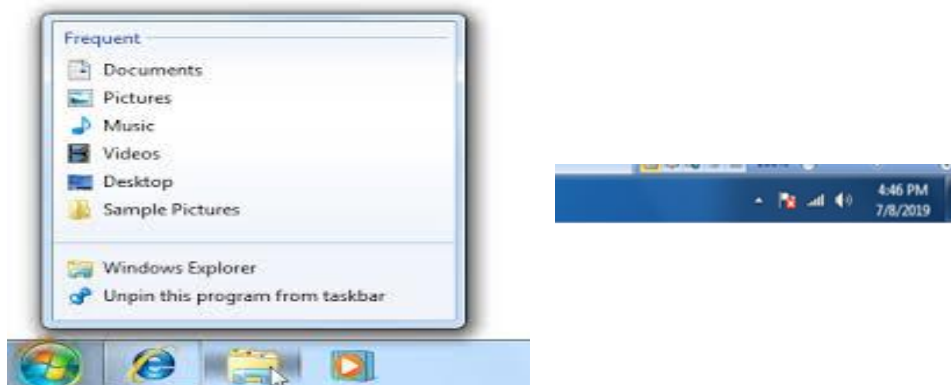 Frequent
Documents
Pictures
Music
Videos
Desktop
Sample Pictures
Windows Explorer
Unpin this program from taskbar
4:46 PM
7/8/2019